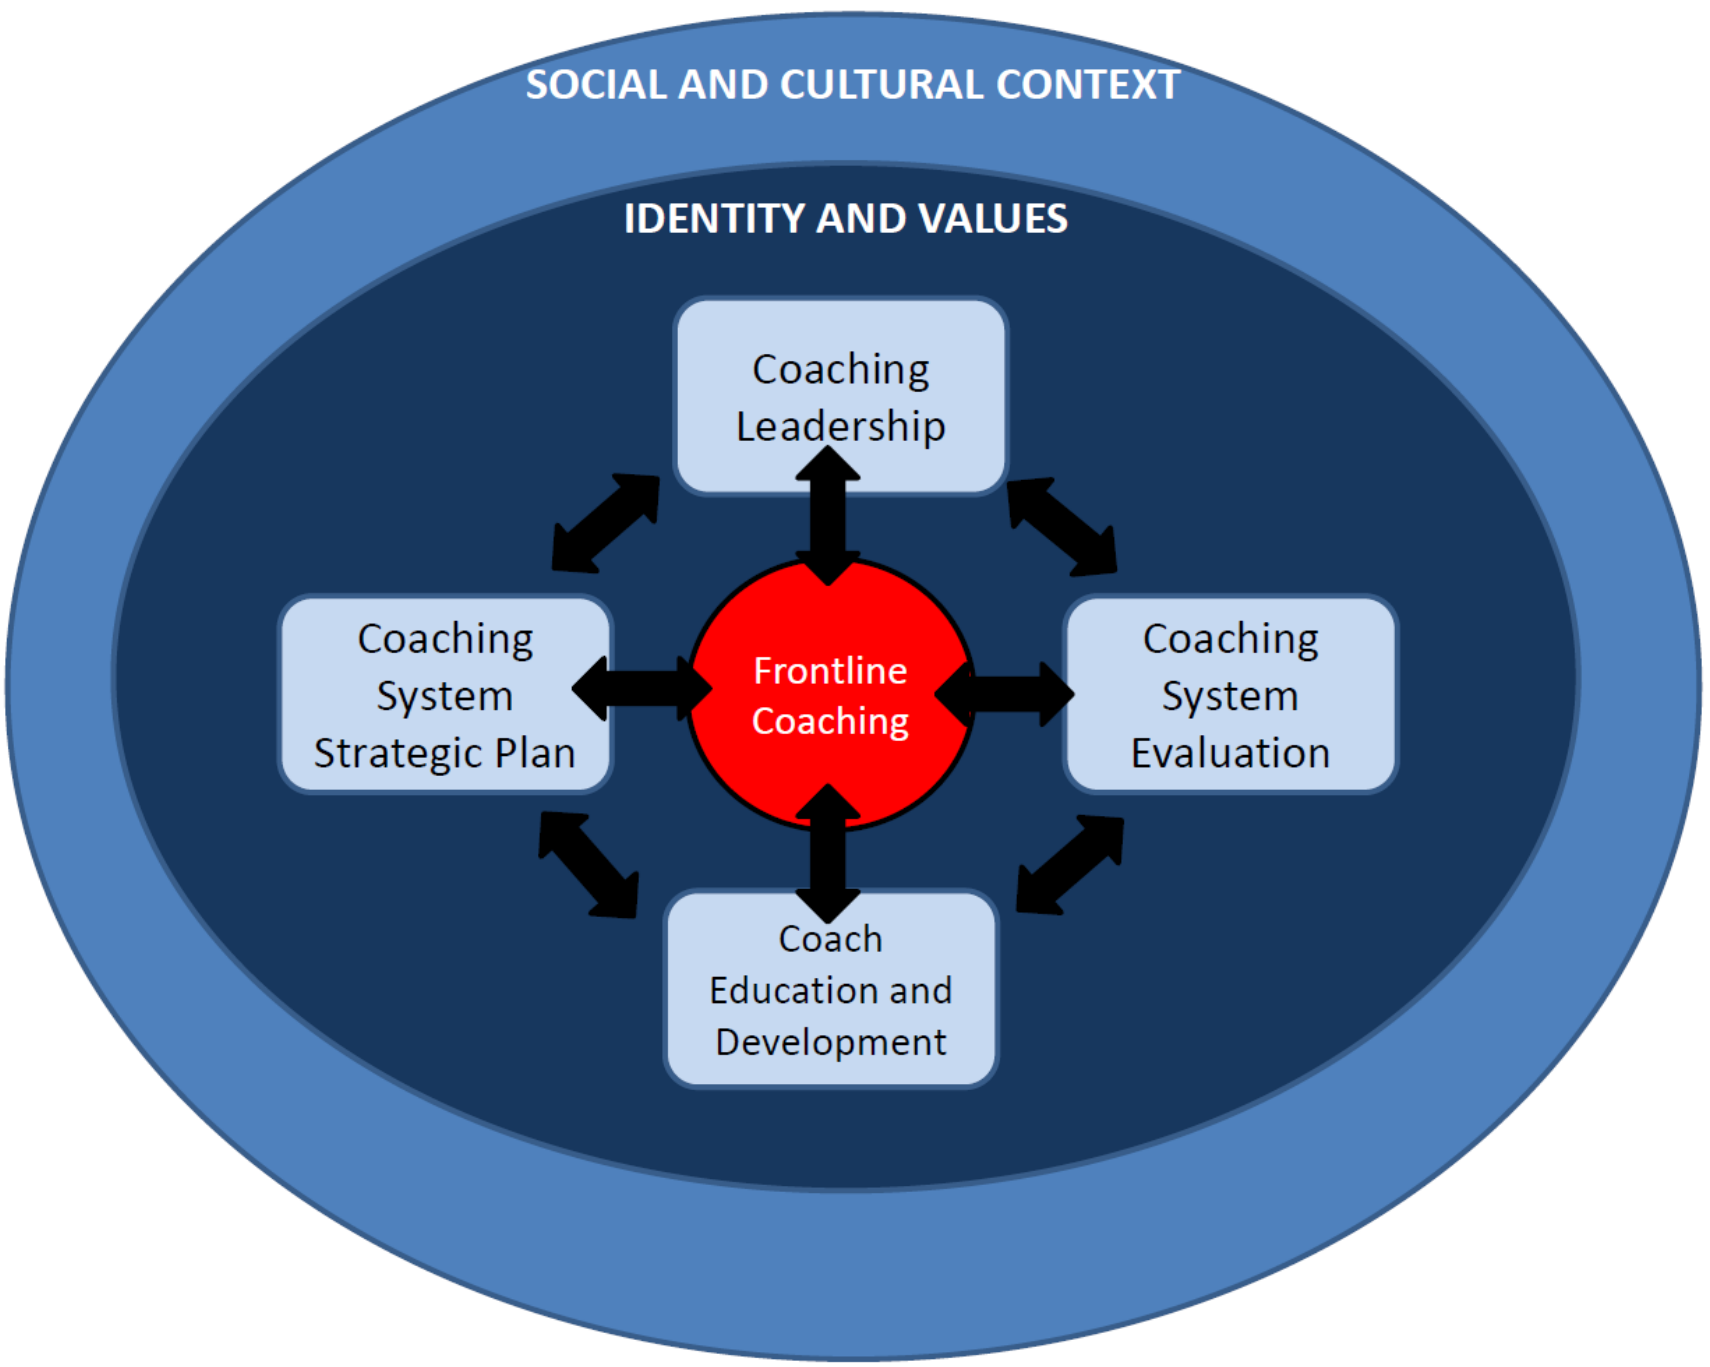 SOCIAL AND CULTURAL CONTEXT
IDENTITY AND VALUES
Coaching
Leadership
Coaching
System
Strategic Plan
Frontline
Coaching
Coaching
System
Evaluation
Coach
Education and
Development